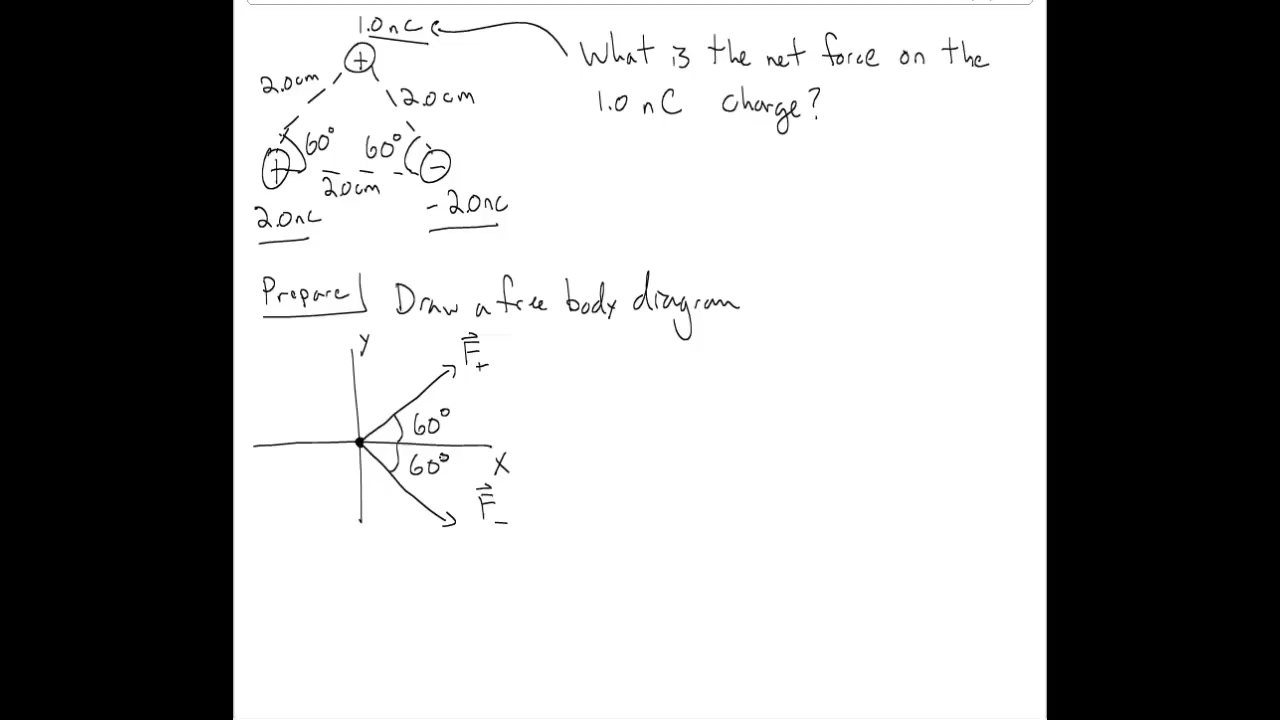 1.0 nC
What is the net force on the
2.0cm
2.0cm
1.0 nC charge?
+
60°
60°
+
−
2.0cm
2.0nC
- 2.0nC
Prepare Draw a free body diagram
y
F⃗+
60°
60°
x
F⃗−